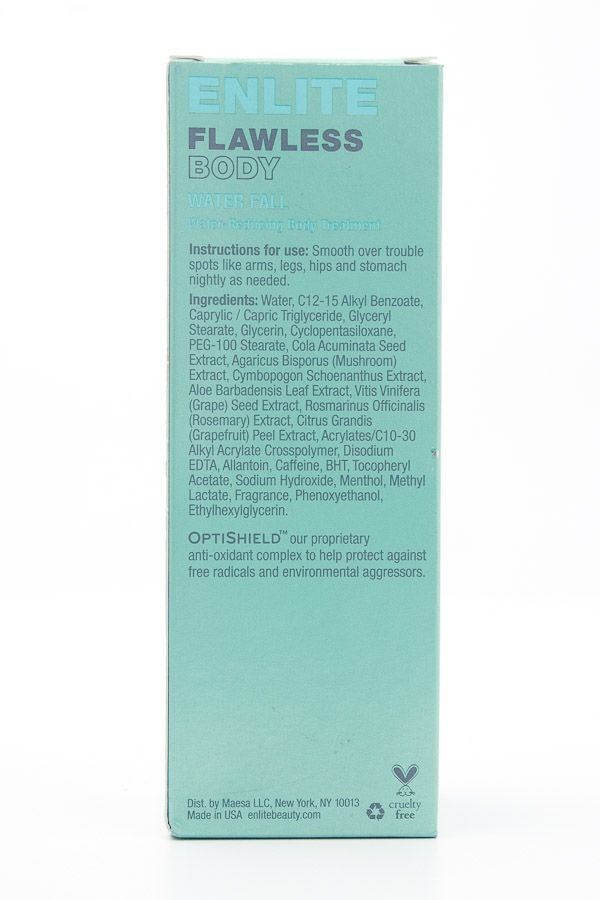 ENLITE
FLAWLESS
BODY
WATER FALL
Water-Reducing Body Treatment
Instructions for use: Smooth over trouble
spots like arms, legs, hips and stomach
nightly as needed.
Ingredients: Water, C12-15 Alkyl Benzoate,
Caprylic / Capric Triglyceride, Glyceryl
Stearate, Glycerin, Cyclopentasiloxane,
PEG-100 Stearate, Cola Acuminata Seed
Extract, Agaricus Bisporus (Mushroom)
Extract, Cymbopogon Schoenanthus Extract,
Aloe Barbadensis Leaf Extract, Vitis Vinifera
(Grape) Seed Extract, Rosmarinus Officinalis
(Rosemary) Extract, Citrus Grandis
(Grapefruit) Peel Extract, Acrylates/C10-30
Alkyl Acrylate Crosspolymer, Disodium
EDTA, Allantoin, Caffeine, BHT, Tocopheryl
Acetate, Sodium Hydroxide, Menthol, Methyl
Lactate, Fragrance, Phenoxyethanol,
Ethylhexylglycerin.
OPTISHIELD™ our proprietary
anti-oxidant complex to help protect against
free radicals and environmental aggressors.
Dist. by Maesa LLC, New York, NY 10013
Made in USA enlitebeauty.com
cruelty
free